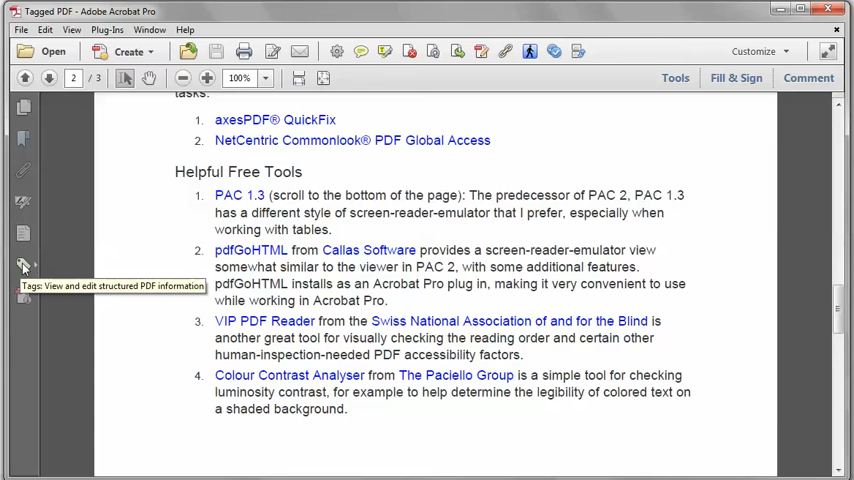 Tagged PDF - Adobe Acrobat Pro
File Edit View Plug-Ins Window Help
Open Create Customize
2 / 3 100% Tools Fill & Sign Comment
tasks:
1. axesPDF® QuickFix
2. NetCentric Commonlook® PDF Global Access
Helpful Free Tools
1. PAC 1.3 (scroll to the bottom of the page): The predecessor of PAC 2, PAC 1.3
has a different style of screen-reader-emulator that I prefer, especially when
working with tables.
2. pdfGoHTML from Callas Software provides a screen-reader-emulator view
somewhat similar to the viewer in PAC 2, with some additional features.
pdfGoHTML installs as an Acrobat Pro plug in, making it very convenient to use
while working in Acrobat Pro.
Tags: View and edit structured PDF information
3. VIP PDF Reader from the Swiss National Association of and for the Blind is
another great tool for visually checking the reading order and certain other
human-inspection-needed PDF accessibility factors.
4. Colour Contrast Analyser from The Paciello Group is a simple tool for checking
luminosity contrast, for example to help determine the legibility of colored text on
a shaded background.